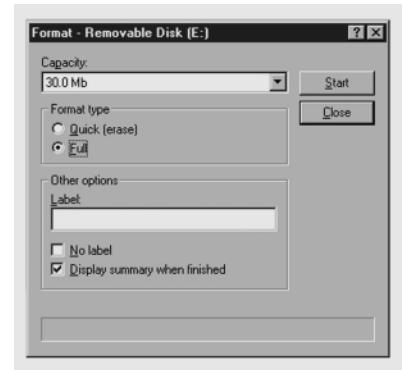 Format - Removable Disk (E:)
Capacity:
30.0 Mb
Start
Format type
Close
Quick (erase)
Full
Other options
Label:
No label
Display summary when finished